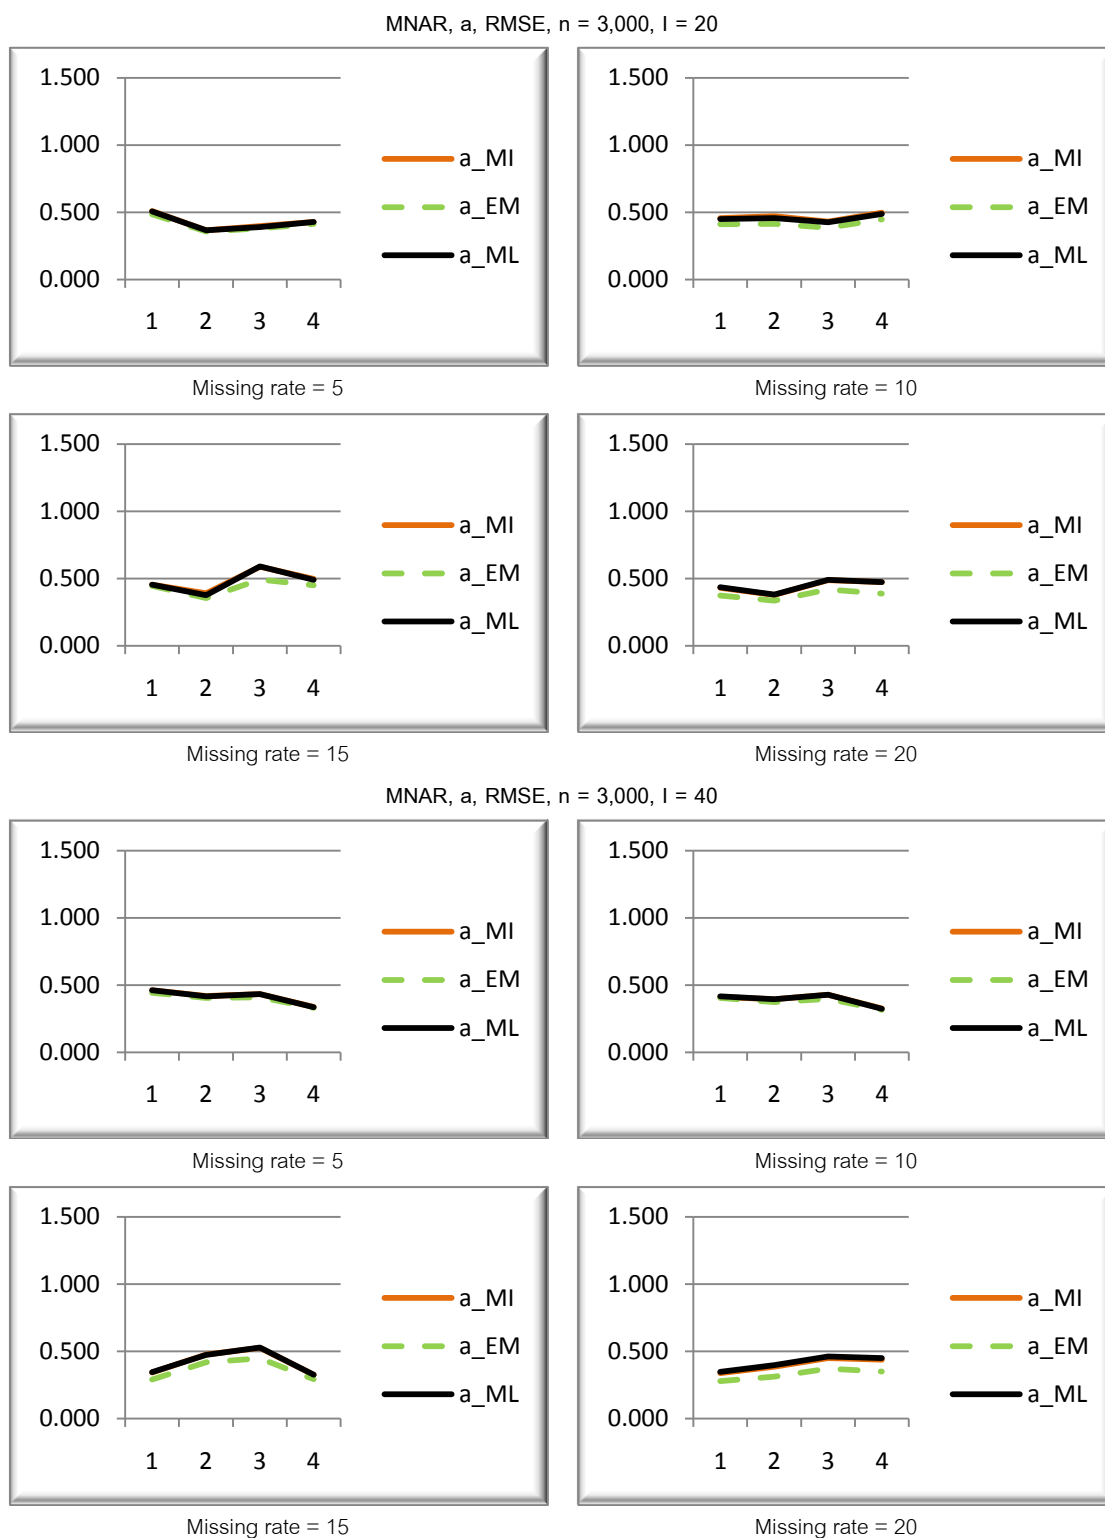 MNAR, a, RMSE, n = 3,000, I = 20
1.500
1.000
0.500
0.000
1 2 3 4
a_MI
a_EM
a_ML
Missing rate = 5
1.500
1.000
0.500
0.000
1 2 3 4
a_MI
a_EM
a_ML
Missing rate = 10
1.500
1.000
0.500
0.000
1 2 3 4
a_MI
a_EM
a_ML
Missing rate = 15
1.500
1.000
0.500
0.000
1 2 3 4
a_MI
a_EM
a_ML
Missing rate = 20
MNAR, a, RMSE, n = 3,000, I = 40
1.500
1.000
0.500
0.000
1 2 3 4
a_MI
a_EM
a_ML
Missing rate = 5
1.500
1.000
0.500
0.000
1 2 3 4
a_MI
a_EM
a_ML
Missing rate = 10
1.500
1.000
0.500
0.000
1 2 3 4
a_MI
a_EM
a_ML
Missing rate = 15
1.500
1.000
0.500
0.000
1 2 3 4
a_MI
a_EM
a_ML
Missing rate = 20